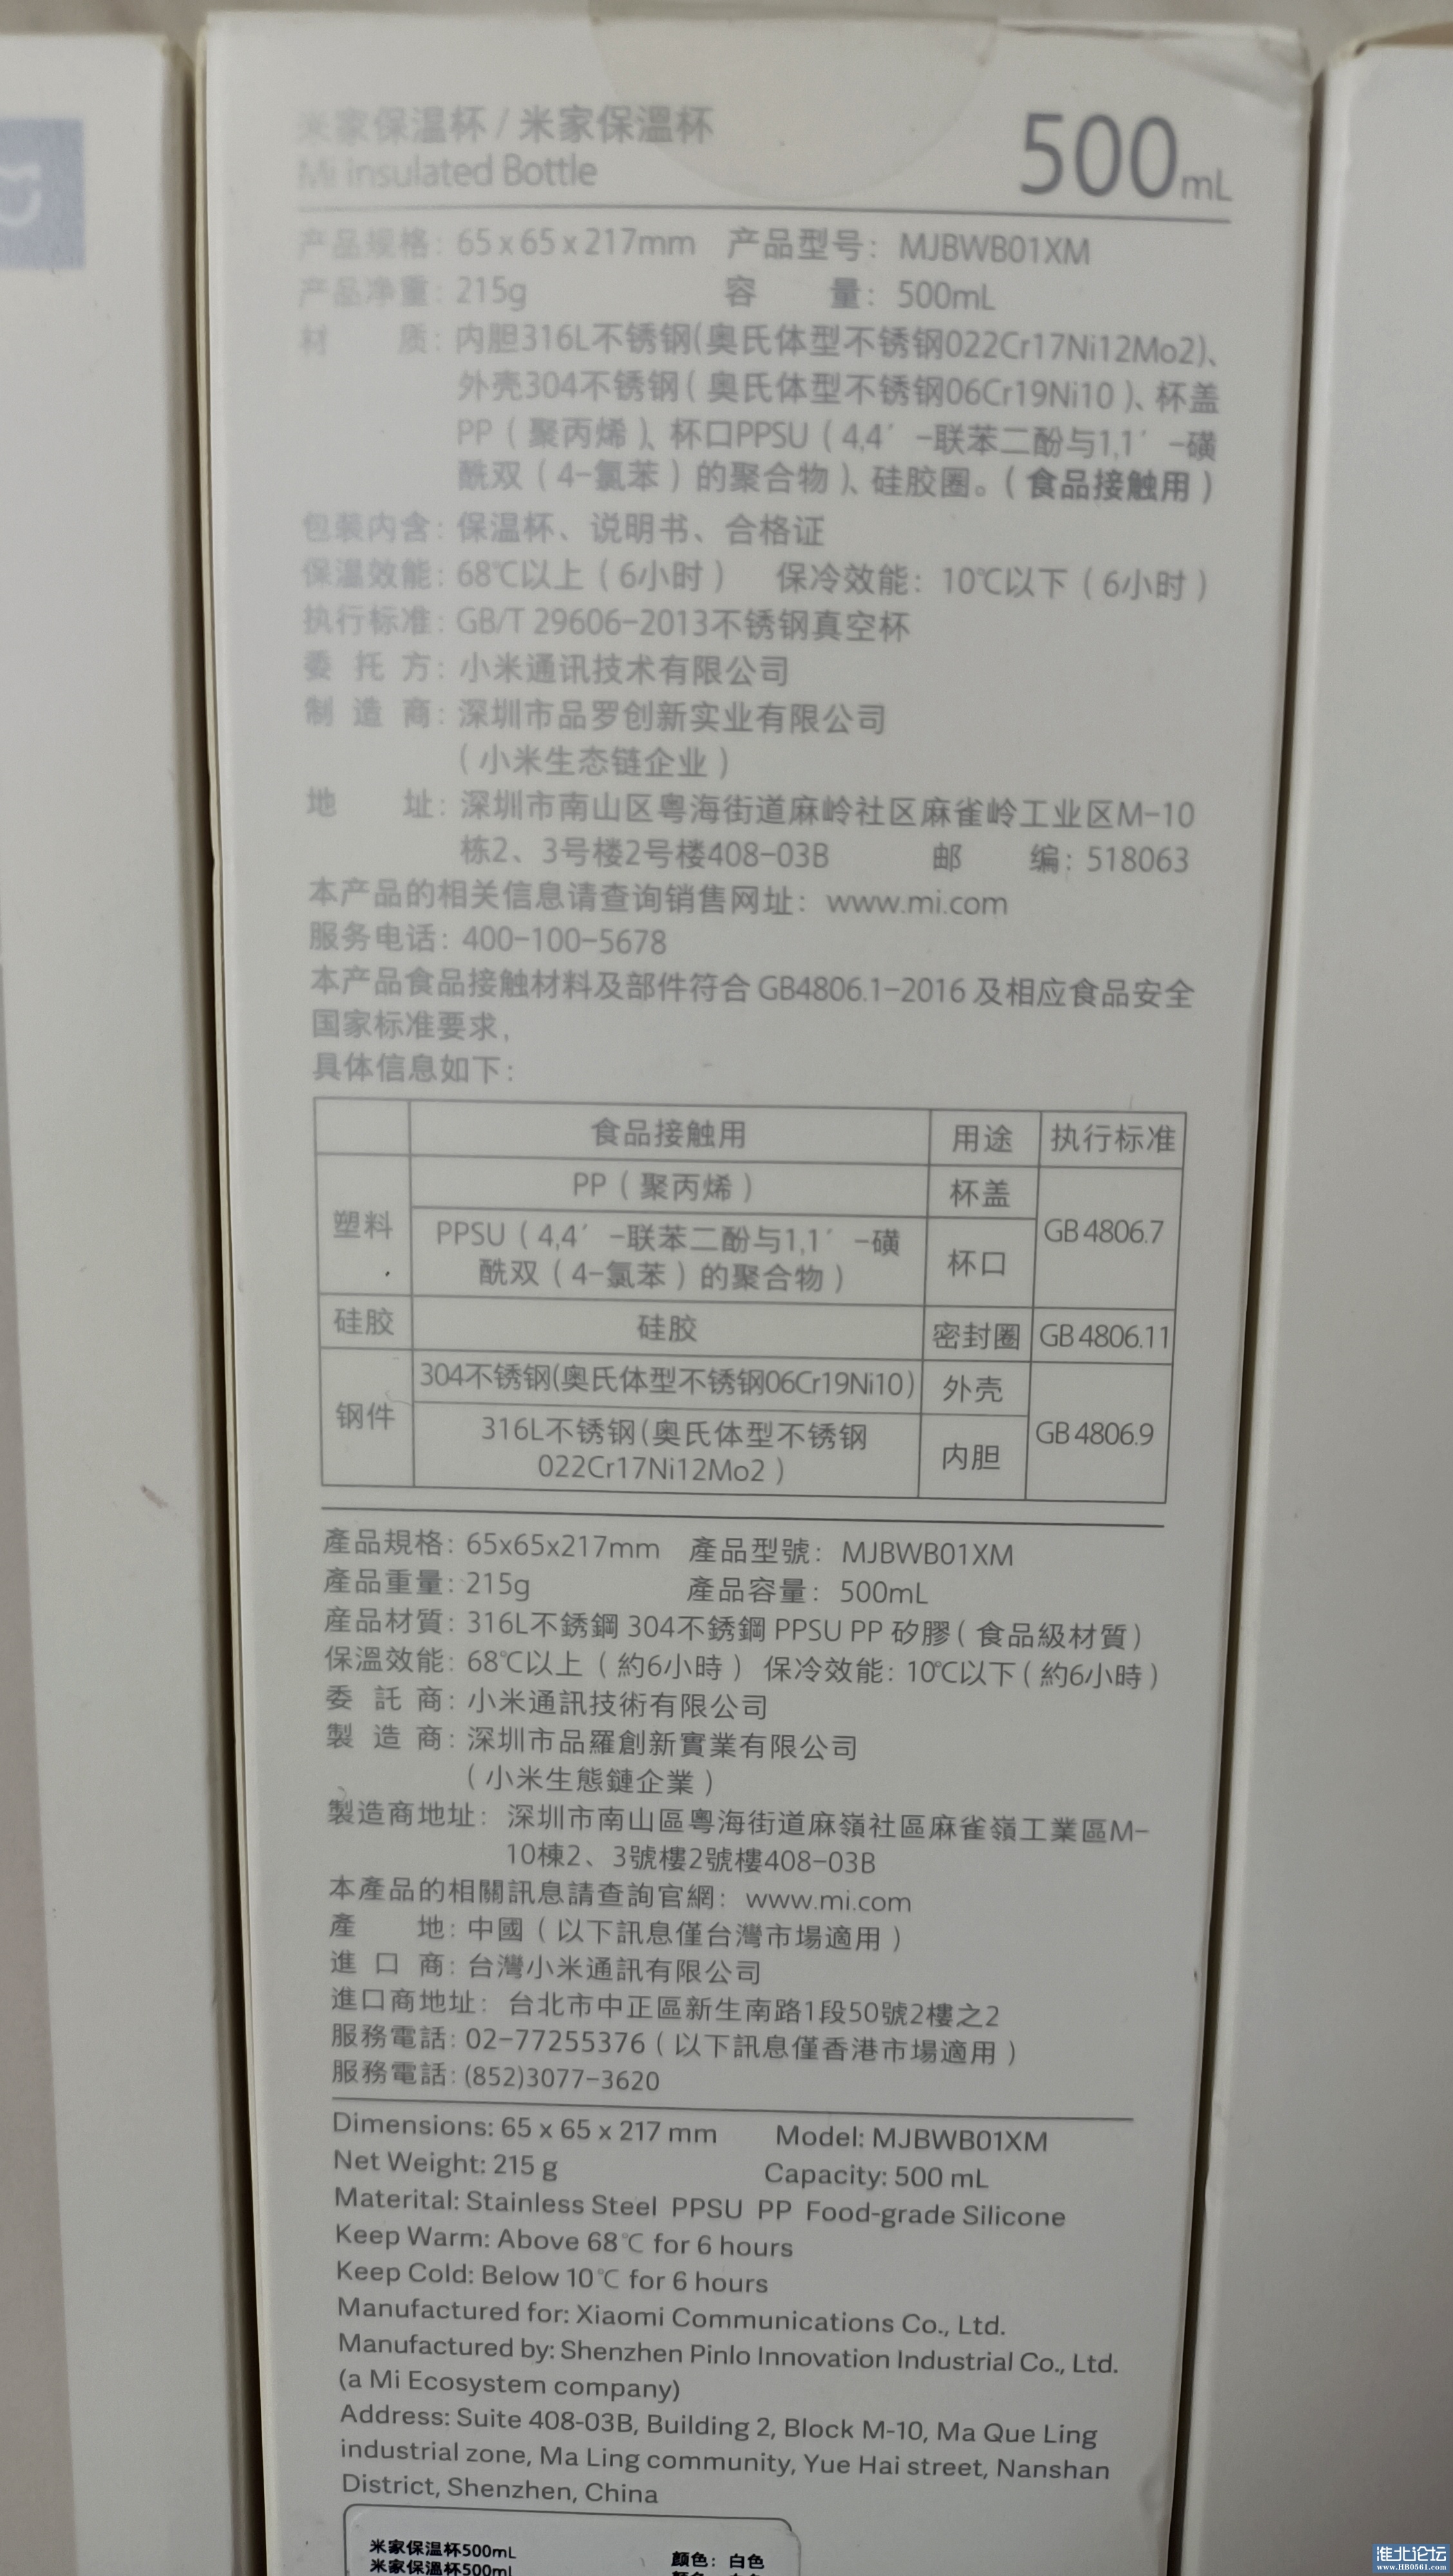 米家保温杯 / 米家保溫杯
Mi insulated Bottle
500mL
产品规格: 65 x 65 x 217mm 产品型号: MJBWB01XM
产品净重: 215g 容 量: 500mL
材 质: 内胆316L不锈钢(奥氏体型不锈钢022Cr17Ni12Mo2)、
外壳304不锈钢(奥氏体型不锈钢06Cr19Ni10)、杯盖
PP(聚丙烯)、杯口PPSU(4,4′-联苯二酚与1,1′-磺
酰双(4-氯苯)的聚合物)、硅胶圈。(食品接触用)
包装内含: 保温杯、说明书、合格证
保温效能: 68℃以上(6小时) 保冷效能: 10℃以下(6小时)
执行标准: GB/T 29606-2013不锈钢真空杯
委 托 方: 小米通讯技术有限公司
制 造 商: 深圳市品罗创新实业有限公司
(小米生态链企业)
地 址: 深圳市南山区粤海街道麻岭社区麻雀岭工业区M-10
栋2、3号楼2号楼408-03B 邮 编: 518063
本产品的相关信息请查询销售网址: www.mi.com
服务电话: 400-100-5678
本产品食品接触材料及部件符合 GB4806.1-2016 及相应食品安全
国家标准要求,
具体信息如下:
食品接触用 用途 执行标准
塑料 PP(聚丙烯) 杯盖 GB 4806.7
PPSU(4,4′-联苯二酚与1,1′-磺
酰双(4-氯苯)的聚合物) 杯口
硅胶 硅胶 密封圈 GB 4806.11
钢件 304不锈钢(奥氏体型不锈钢06Cr19Ni10) 外壳 GB 4806.9
316L不锈钢(奥氏体型不锈钢
022Cr17Ni12Mo2) 内胆
產品規格: 65x65x217mm 產品型號: MJBWB01XM
產品重量: 215g 產品容量: 500mL
産品材質: 316L不銹鋼 304不銹鋼 PPSU PP 矽膠(食品級材質)
保溫效能: 68℃以上(約6小時) 保冷效能: 10℃以下(約6小時)
委 託 商: 小米通訊技術有限公司
製 造 商: 深圳市品羅創新實業有限公司
(小米生態鏈企業)
製造商地址: 深圳市南山區粵海街道麻嶺社區麻雀嶺工業區M-
10棟2、3號樓2號樓408-03B
本產品的相關訊息請查詢官網: www.mi.com
產 地: 中國(以下訊息僅台灣市場適用)
進 口 商: 台灣小米通訊有限公司
進口商地址: 台北市中正區新生南路1段50號2樓之2
服務電話: 02-77255376(以下訊息僅香港市場適用)
服務電話: (852)3077-3620
Dimensions: 65 x 65 x 217 mm Model: MJBWB01XM
Net Weight: 215 g Capacity: 500 mL
Materital: Stainless Steel PPSU PP Food-grade Silicone
Keep Warm: Above 68℃ for 6 hours
Keep Cold: Below 10℃ for 6 hours
Manufactured for: Xiaomi Communications Co., Ltd.
Manufactured by: Shenzhen Pinlo Innovation Industrial Co., Ltd.
(a Mi Ecosystem company)
Address: Suite 408-03B, Building 2, Block M-10, Ma Que Ling
industrial zone, Ma Ling community, Yue Hai street, Nanshan
District, Shenzhen, China
米家保温杯500mL 颜色: 白色
米家保溫杯500mL
淮北论坛
www.HB0561.com